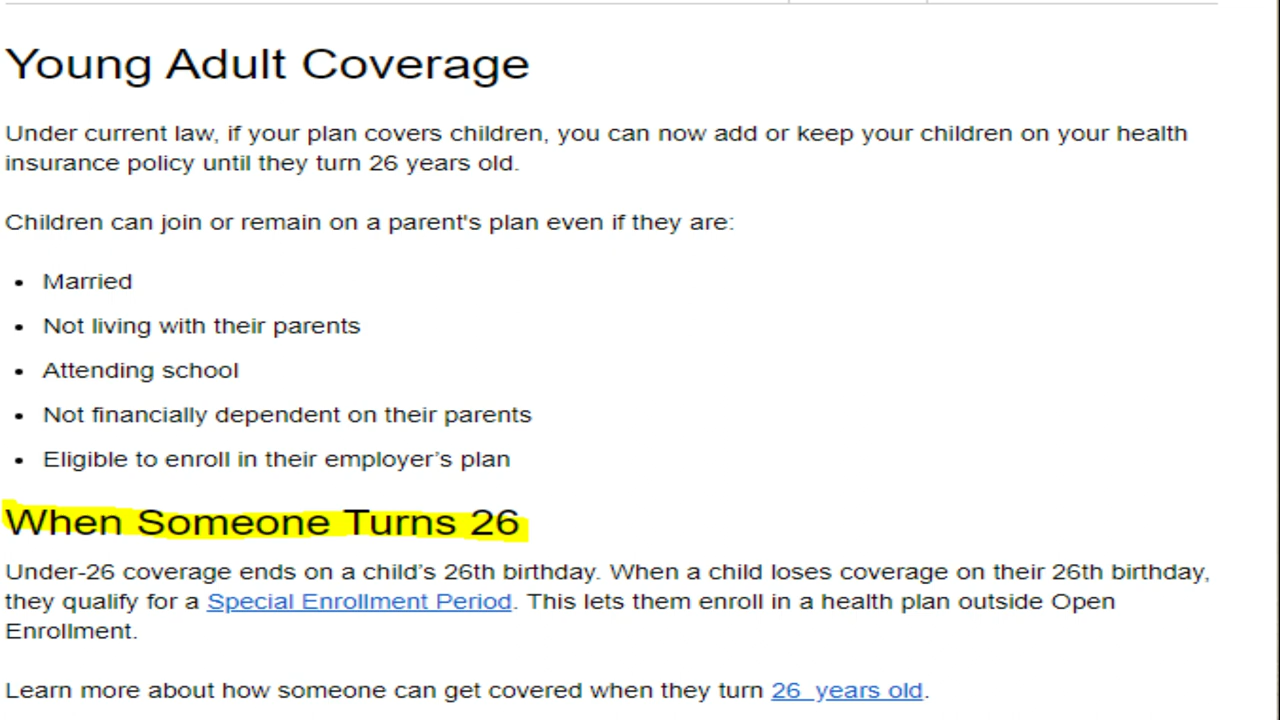 Young Adult Coverage
Under current law, if your plan covers children, you can now add or keep your children on your health
insurance policy until they turn 26 years old.
Children can join or remain on a parent's plan even if they are:
• Married
• Not living with their parents
• Attending school
• Not financially dependent on their parents
• Eligible to enroll in their employer’s plan
When Someone Turns 26
Under-26 coverage ends on a child’s 26th birthday. When a child loses coverage on their 26th birthday,
they qualify for a Special Enrollment Period. This lets them enroll in a health plan outside Open
Enrollment.
Learn more about how someone can get covered when they turn 26  years old.